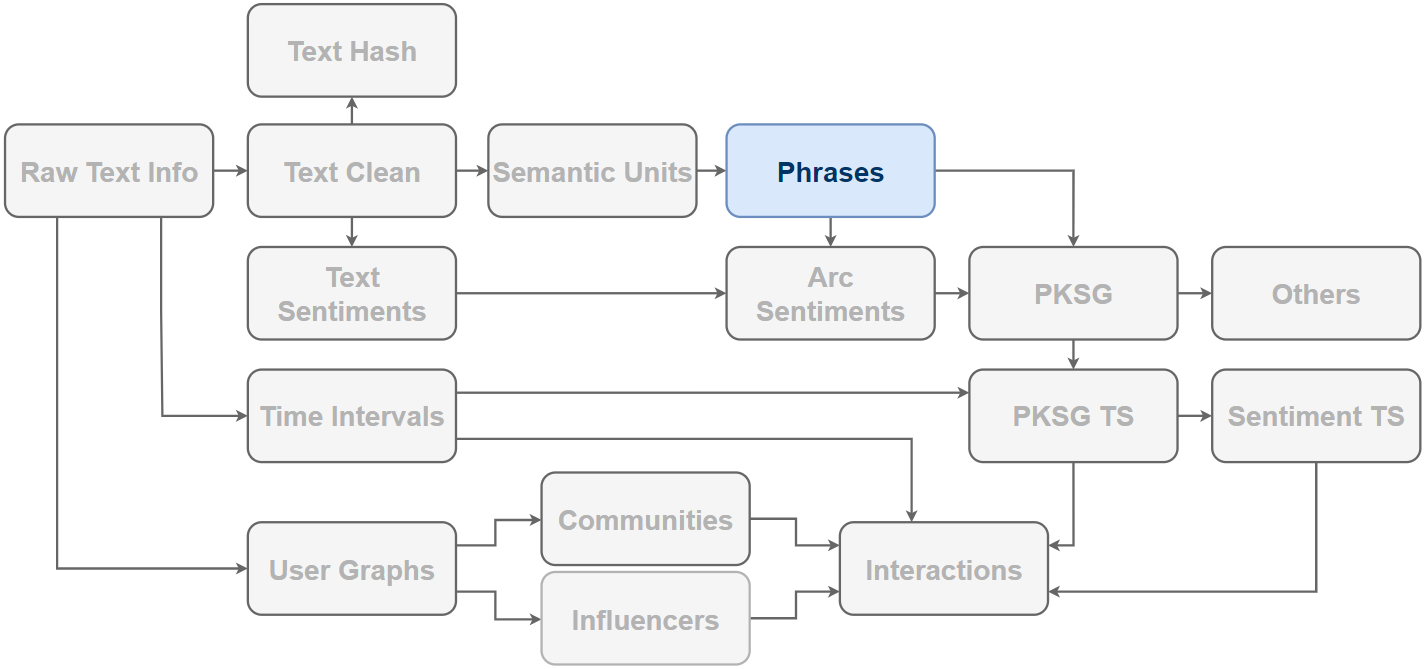 Text Hash
Raw Text Info
Text Clean
Semantic Units
Phrases
Text
Sentiments
Arc
Sentiments
PKSG
Others
Time Intervals
PKSG TS
Sentiment TS
Communities
User Graphs
Interactions
Influencers